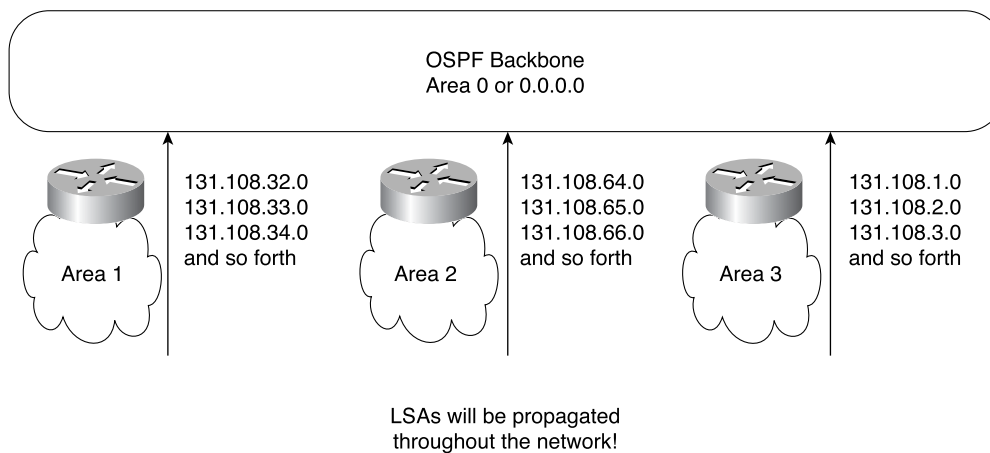 OSPF Backbone
Area 0 or 0.0.0.0
131.108.32.0
131.108.33.0
131.108.34.0
and so forth
Area 1
131.108.64.0
131.108.65.0
131.108.66.0
and so forth
Area 2
131.108.1.0
131.108.2.0
131.108.3.0
and so forth
Area 3
LSAs will be propagated
throughout the network!